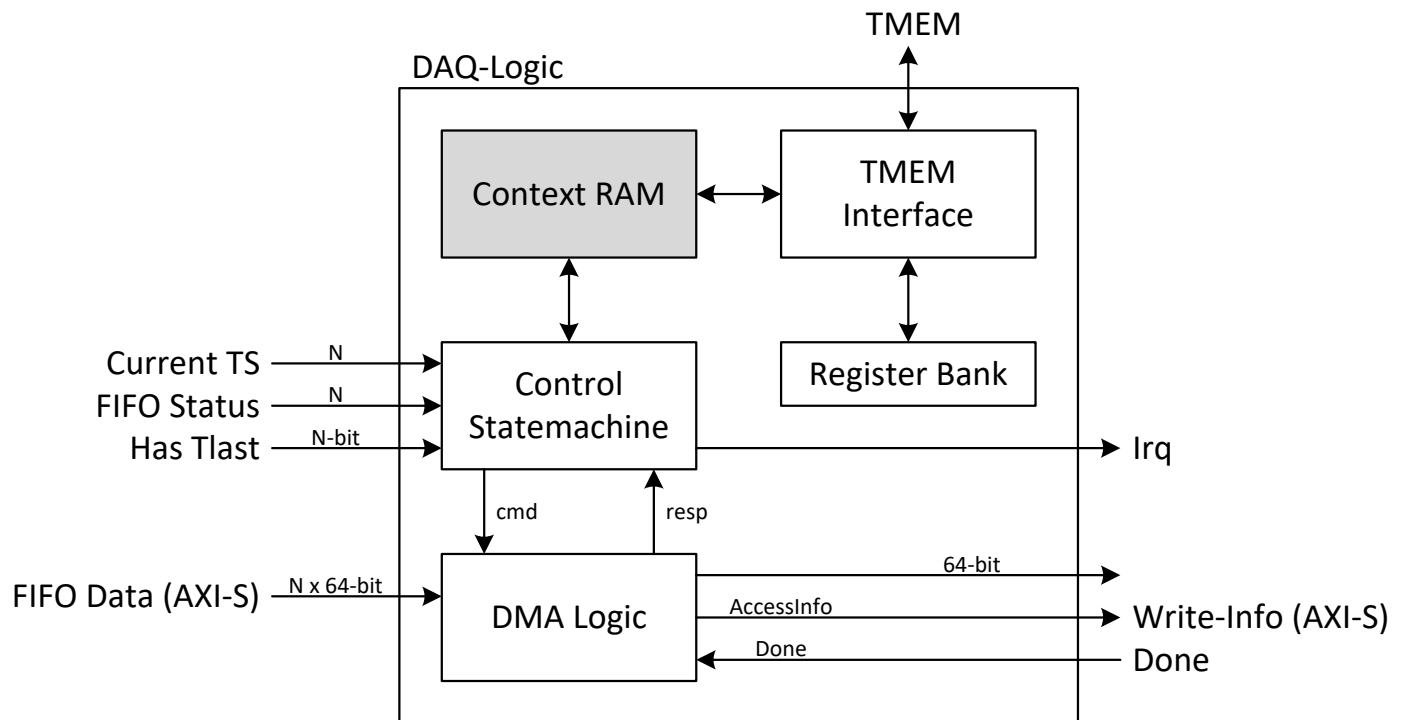 TMEM
DAQ-Logic
Context RAM
TMEM
Interface
Current TS
N
FIFO Status
N
Has Tlast
N-bit
Control
Statemachine
Register Bank
Irq
cmd
resp
FIFO Data (AXI-S)
N x 64-bit
DMA Logic
64-bit
AccessInfo
Write-Info (AXI-S)
Done
Done